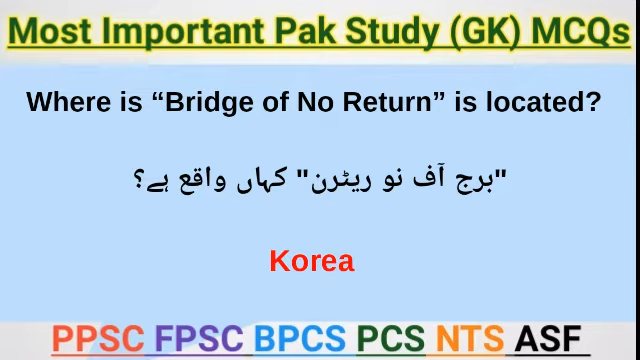 Most Important Pak Study (GK) MCQs
Where is “Bridge of No Return” is located?
"برج آف نو ریٹرن" کہاں واقع ہے؟
Korea
PPSC FPSC BPCS PCS NTS ASF